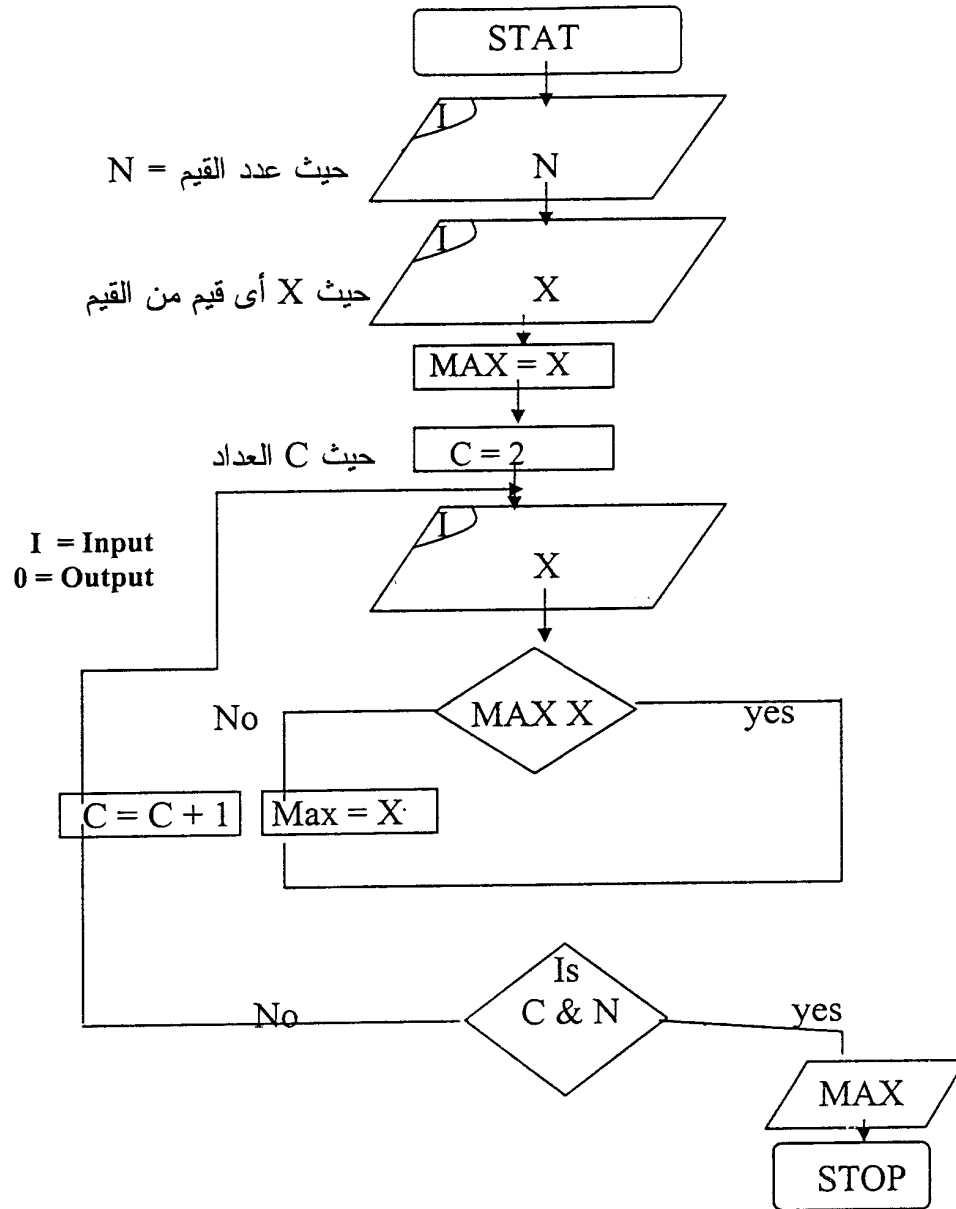 STAT
I
N
حيث عدد القيم = N
I
X
حيث X أى قيم من القيم
MAX = X
C = 2
حيث C العداد
I = Input
0 = Output
I
X
MAX X
No
yes
C = C + 1
Max = X
Is
C & N
No
yes
MAX
STOP